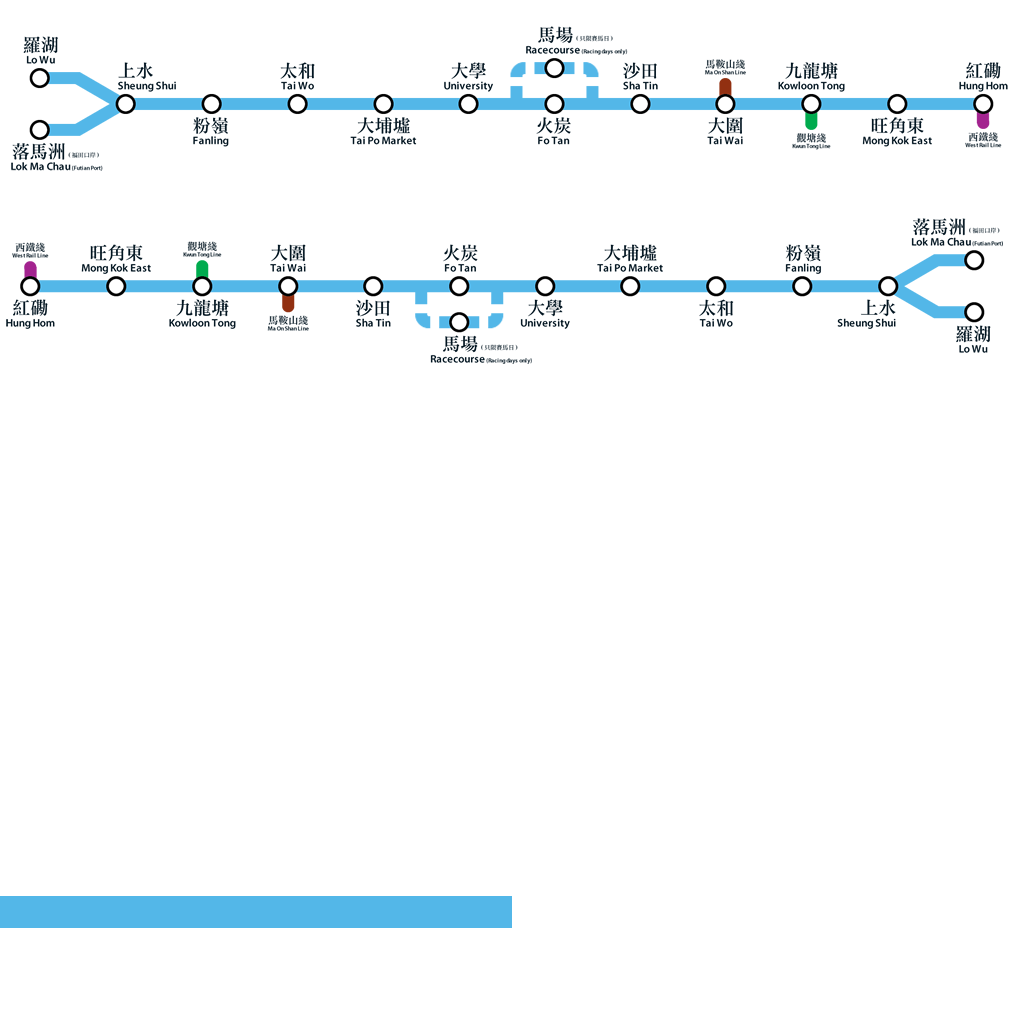 羅湖
Lo Wu
上水
Sheung Shui
落馬洲 (福田口岸)
Lok Ma Chau (Futian Port)
粉嶺
Fanling
太和
Tai Wo
大埔墟
Tai Po Market
大學
University
馬場 (只限賽馬日)
Racecourse (Racing days only)
火炭
Fo Tan
沙田
Sha Tin
馬鞍山綫
Ma On Shan Line
大圍
Tai Wai
九龍塘
Kowloon Tong
觀塘綫
Kwun Tong Line
旺角東
Mong Kok East
紅磡
Hung Hom
西鐵綫
West Rail Line
西鐵綫
West Rail Line
紅磡
Hung Hom
旺角東
Mong Kok East
觀塘綫
Kwun Tong Line
九龍塘
Kowloon Tong
大圍
Tai Wai
馬鞍山綫
Ma On Shan Line
沙田
Sha Tin
火炭
Fo Tan
馬場 (只限賽馬日)
Racecourse (Racing days only)
大學
University
大埔墟
Tai Po Market
太和
Tai Wo
粉嶺
Fanling
上水
Sheung Shui
落馬洲 (福田口岸)
Lok Ma Chau (Futian Port)
羅湖
Lo Wu